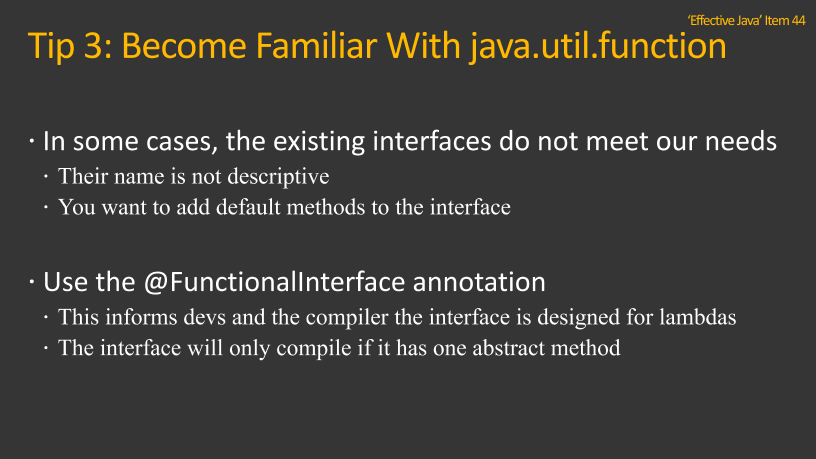 ‘Effective Java’ Item 44
Tip 3: Become Familiar With java.util.function
· In some cases, the existing interfaces do not meet our needs
· Their name is not descriptive
· You want to add default methods to the interface
· Use the @FunctionalInterface annotation
· This informs devs and the compiler the interface is designed for lambdas
· The interface will only compile if it has one abstract method